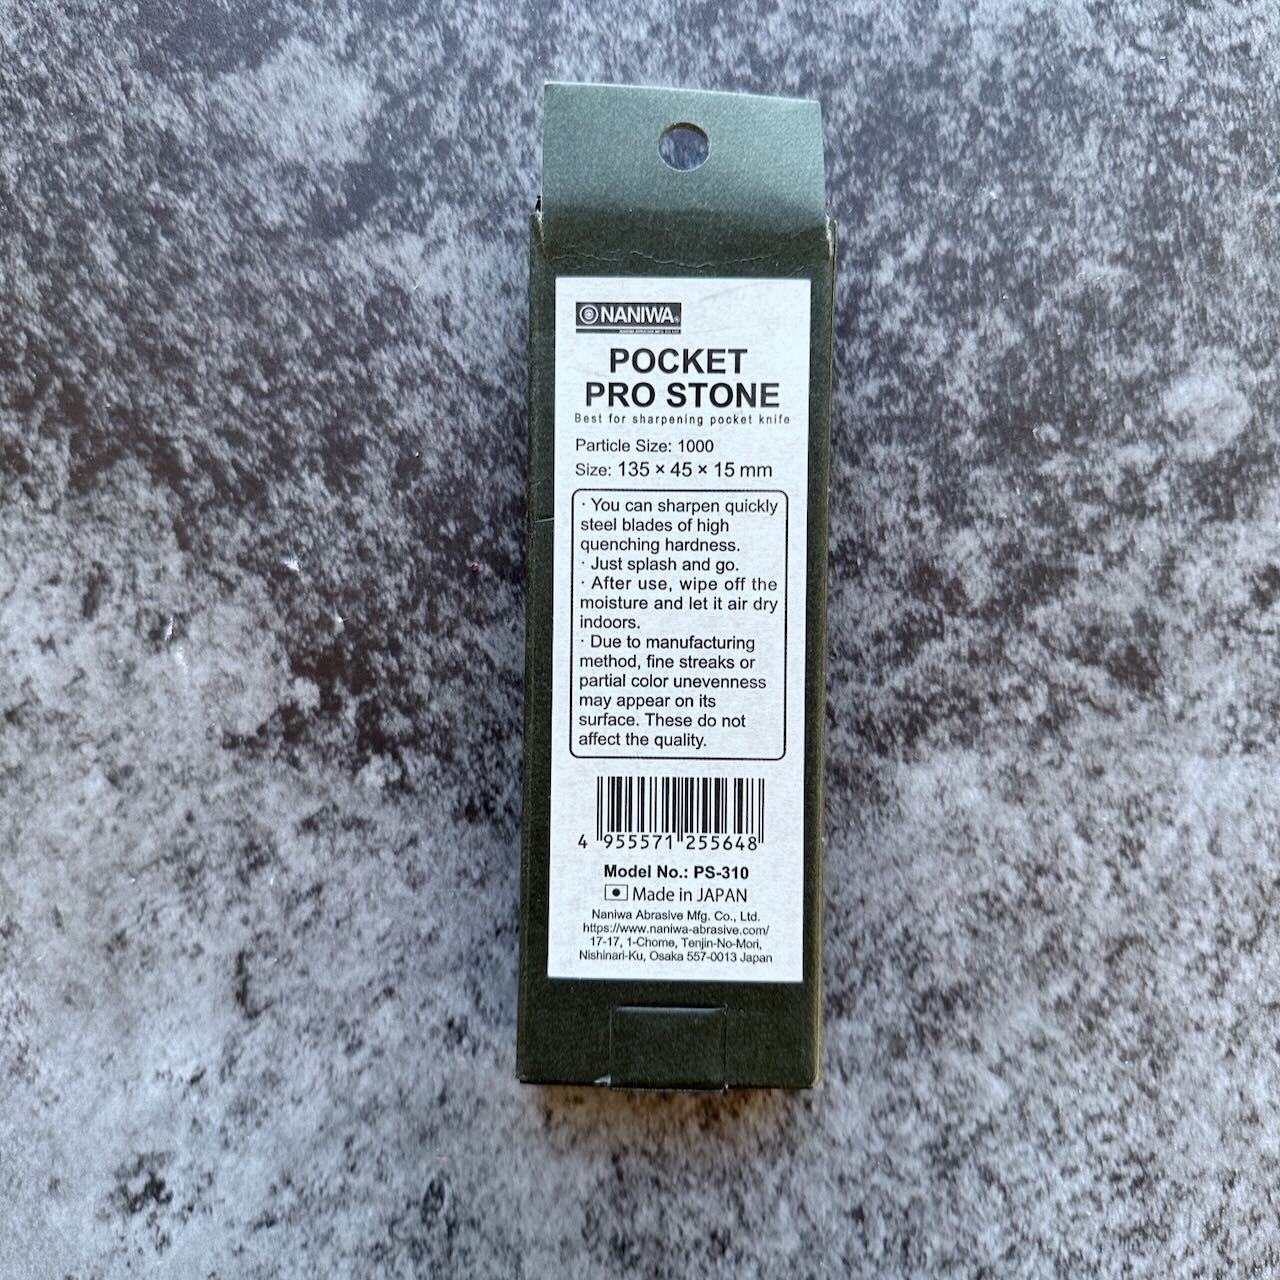 NANIWA
POCKET
PRO STONE
Best for sharpening pocket knife
Particle Size: 1000
Size: 135 × 45 × 15 mm
· You can sharpen quickly
steel blades of high
quenching hardness.
· Just splash and go.
· After use, wipe off the
moisture and let it air dry
indoors.
· Due to manufacturing
method, fine streaks or
partial color unevenness
may appear on its
surface. These do not
affect the quality.
4 955571 255648
Model No.: PS-310
Made in JAPAN
Naniwa Abrasive Mfg. Co., Ltd.
https://www.naniwa-abrasive.com/
17-17, 1-Chome, Tenjin-No-Mori,
Nishinari-Ku, Osaka 557-0013 Japan